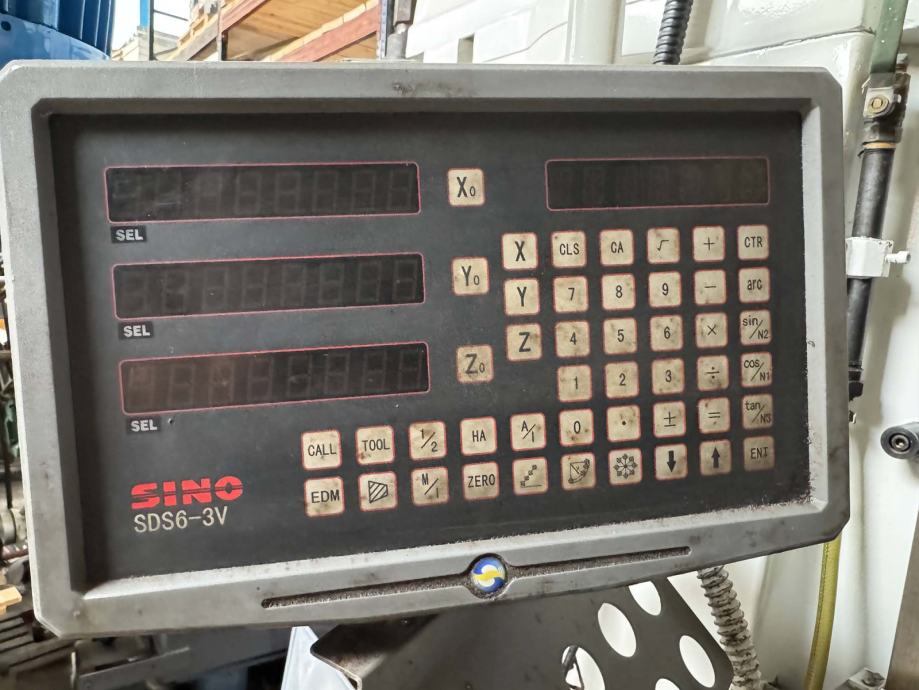 X0
SEL
X CLS CA √ + CTR
Y0
Y 7 8 9 − arc
SEL
Z 4 5 6 × sin/N2
Z0
1 2 3 ÷ cos/N1
SEL
CALL TOOL 1/2 HA A/I 0 . ± = tan/N3
EDM M/I ZERO ↓ ↑ ENT
SINO
SDS6-3V